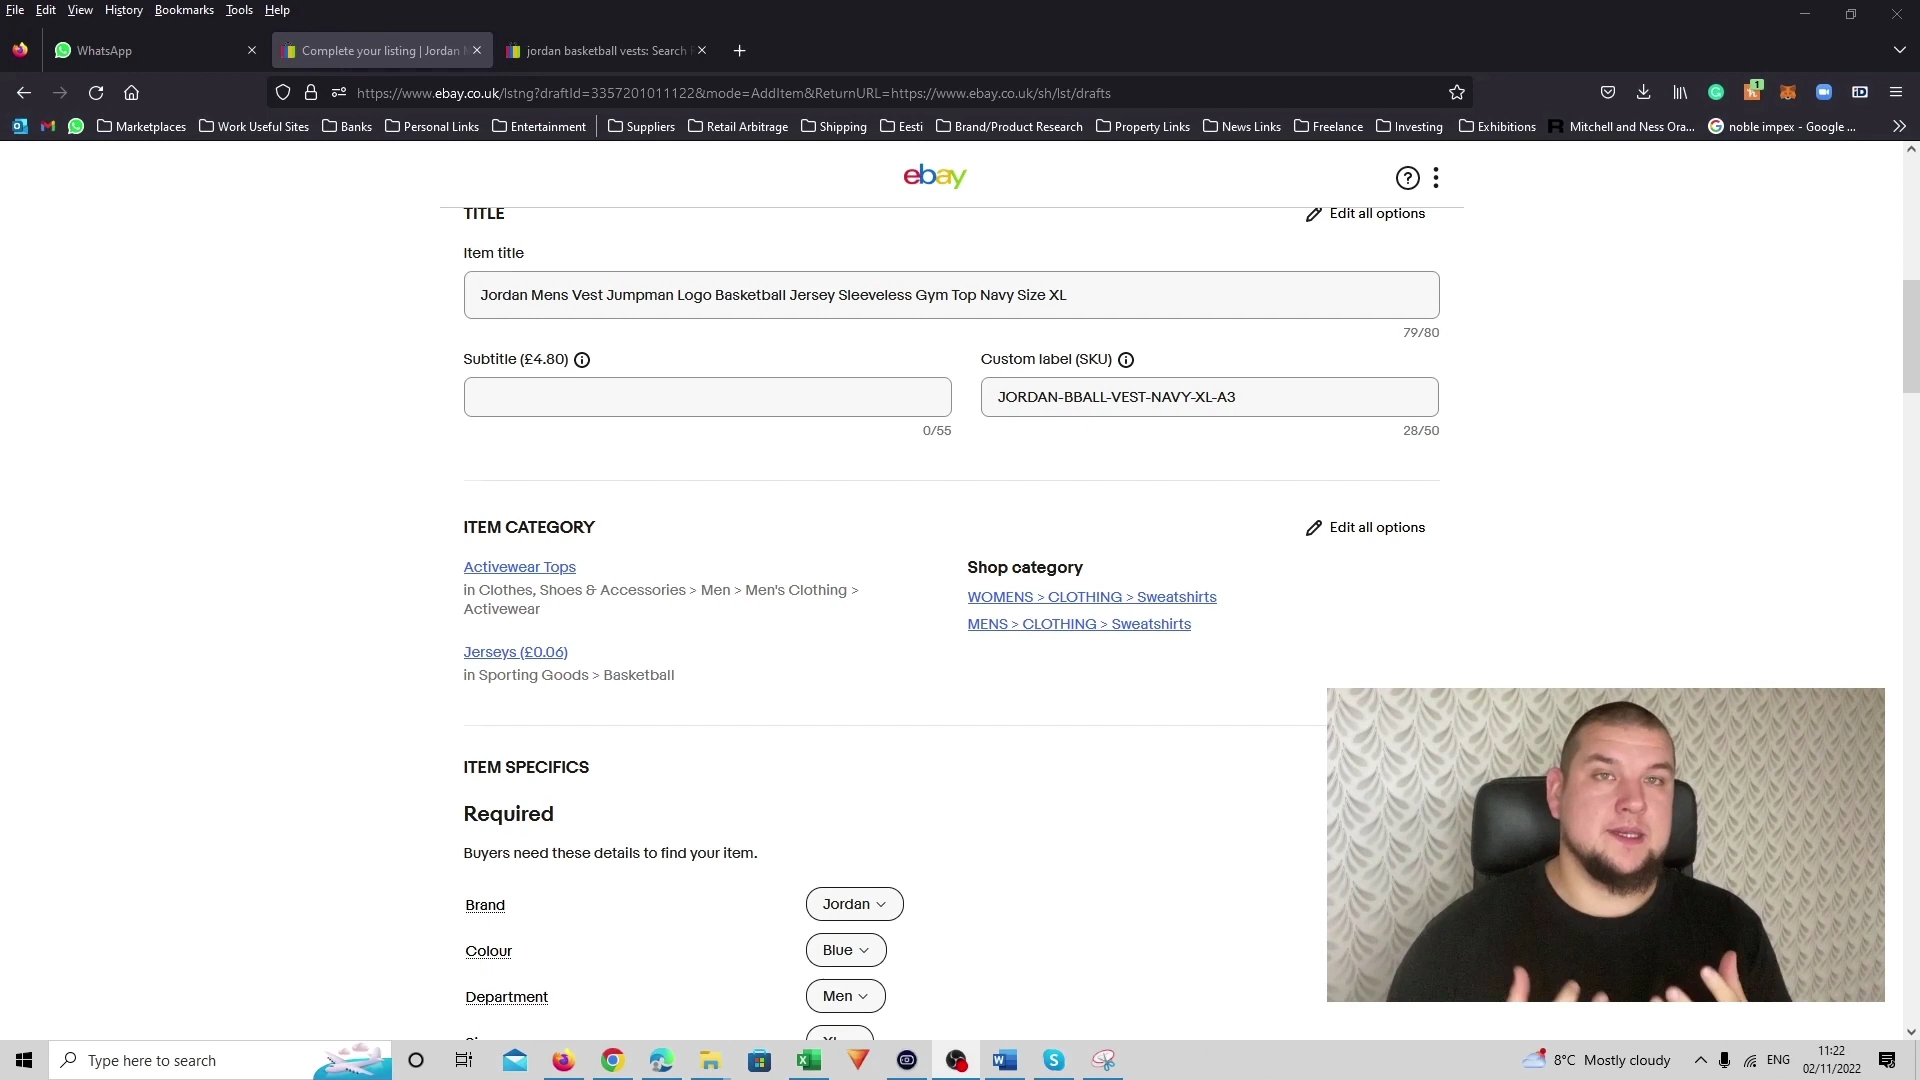 File Edit View History Bookmarks Tools Help
WhatsApp
Complete your listing | Jordan
jordan basketball vests: Search
https://www.ebay.co.uk/lstng?draftId=3357201011122&mode=AddItem&ReturnURL=https://www.ebay.co.uk/sh/lst/drafts
1
Marketplaces Work Useful Sites Banks Personal Links Entertainment Suppliers Retail Arbitrage Shipping Eesti Brand/Product Research Property Links News Links Freelance Investing Exhibitions Mitchell and Ness Ora... noble impex - Google ...
ebay
TITLE
Edit all options
Item title
Jordan Mens Vest Jumpman Logo Basketball Jersey Sleeveless Gym Top Navy Size XL
79/80
Subtitle (£4.80)
Custom label (SKU)
JORDAN-BBALL-VEST-NAVY-XL-A3
0/55
28/50
ITEM CATEGORY
Edit all options
Activewear Tops
in Clothes, Shoes & Accessories > Men > Men's Clothing >
Activewear
Jerseys (£0.06)
in Sporting Goods > Basketball
Shop category
WOMENS > CLOTHING > Sweatshirts
MENS > CLOTHING > Sweatshirts
ITEM SPECIFICS
Required
Buyers need these details to find your item.
Brand
Jordan
Colour
Blue
Department
Men
Type here to search
8°C Mostly cloudy
ENG
11:22
02/11/2022